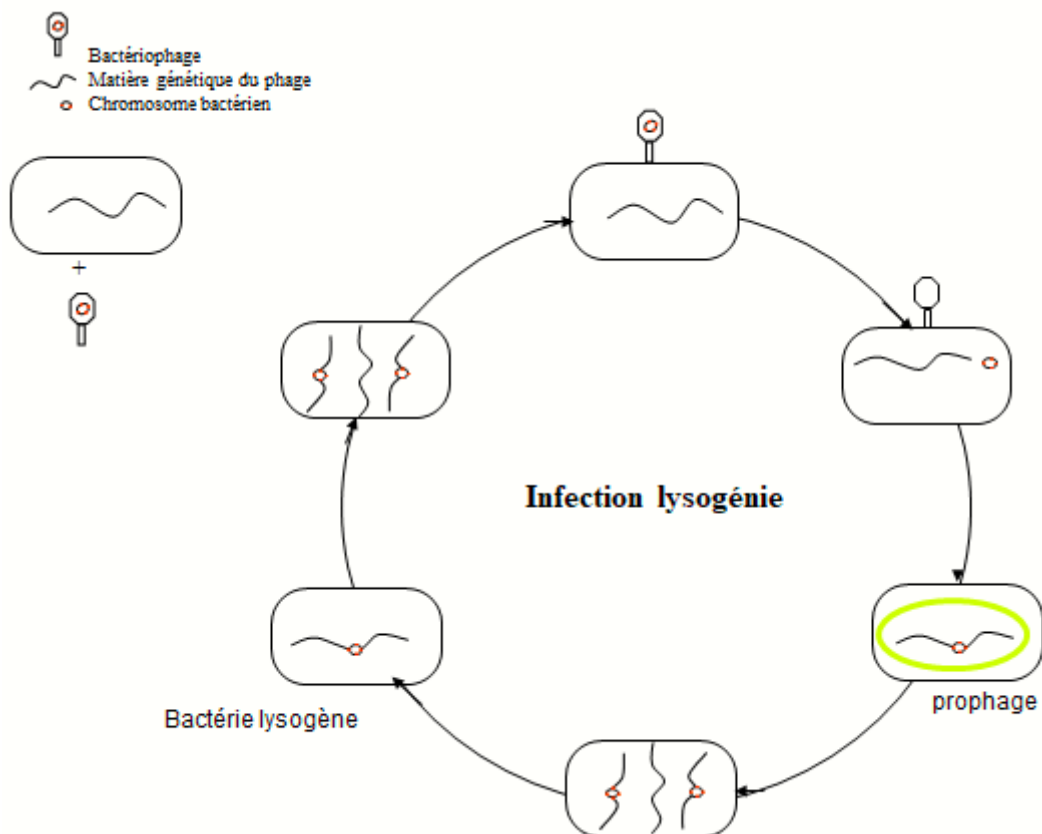 Bactériophage
Matière génétique du phage
Chromosome bactérien
+
Infection lysogénie
prophage
Bactérie lysogène